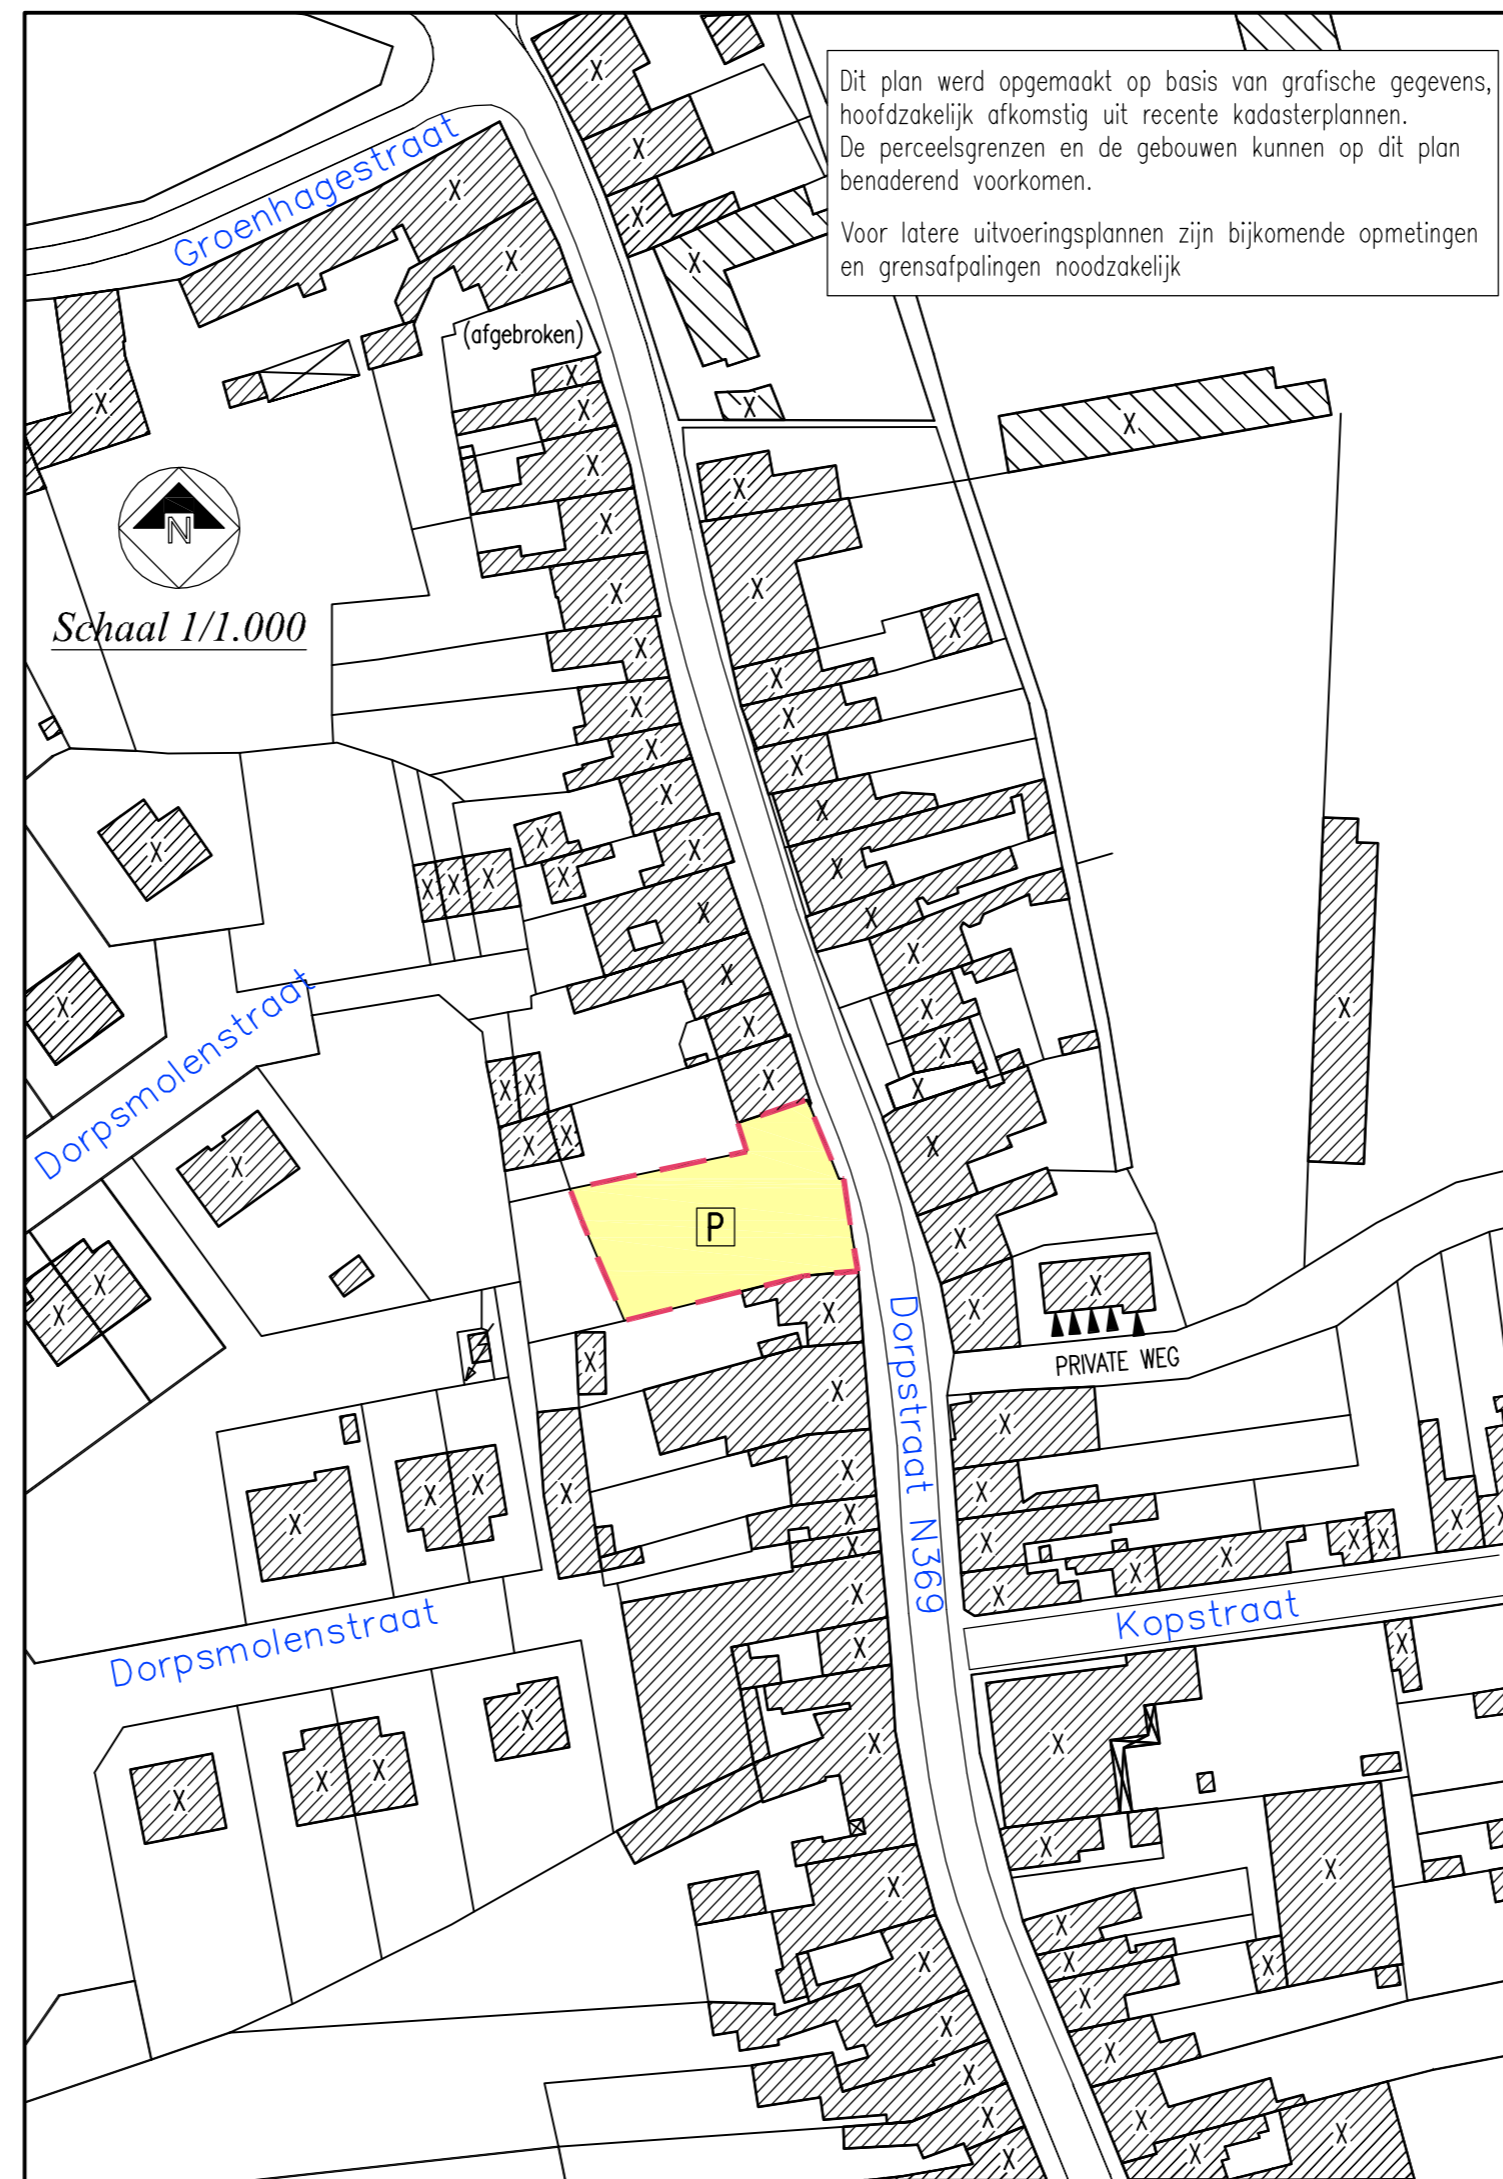 Dit plan werd opgemaakt op basis van grafische gegevens,
hoofdzakelijk afkomstig uit recente kadasterplannen.
De perceelsgrenzen en de gebouwen kunnen op dit plan
benaderend voorkomen.
Voor latere uitvoeringsplannen zijn bijkomende opmetingen
en grensafpalingen noodzakelijk
Groenhagestraat
(afgebroken)
N
Schaal 1/1.000
Dorpsmolenstraat
P
Dorpstraat N369
PRIVATE WEG
Kopstraat
Dorpsmolenstraat